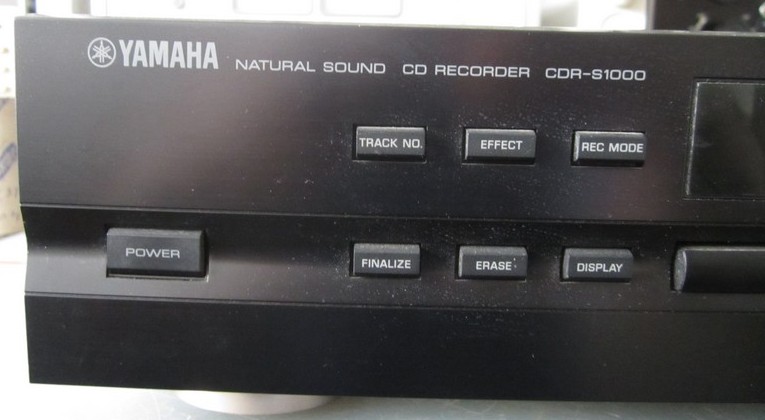 YAMAHA NATURAL SOUND CD RECORDER CDR-S1000
TRACK NO. EFFECT REC MODE
POWER FINALIZE ERASE DISPLAY